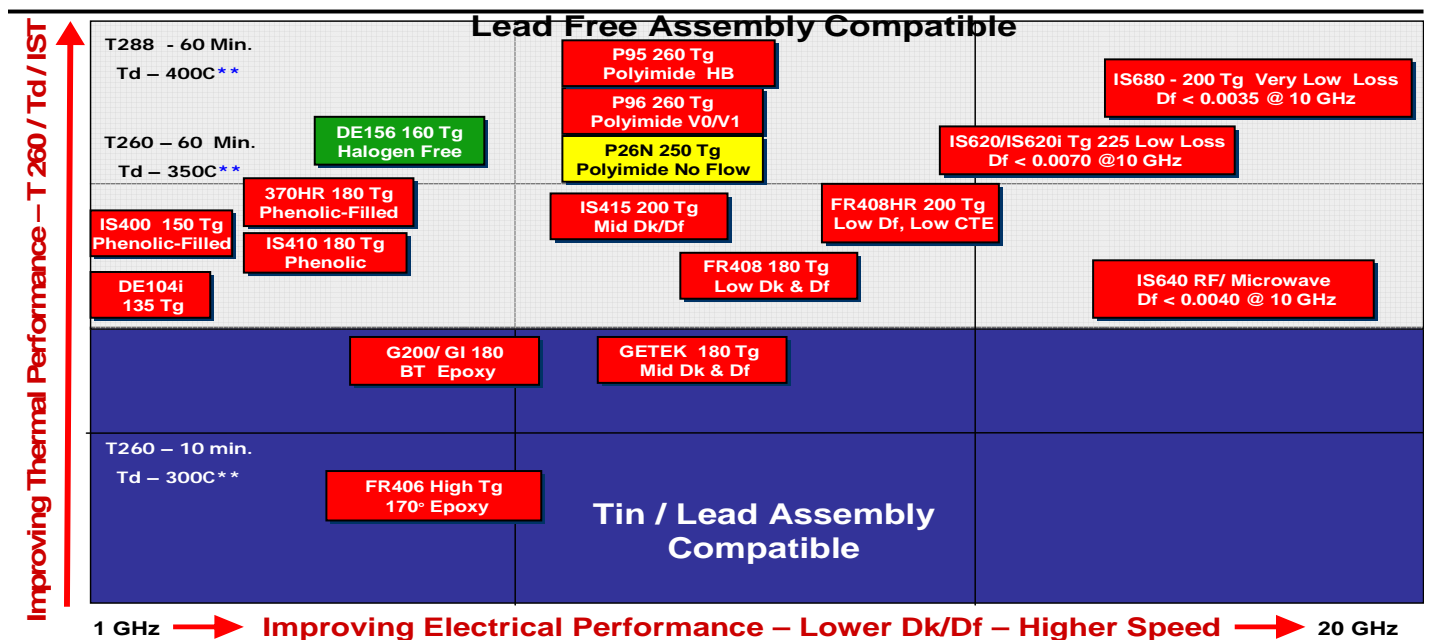 Lead Free Assembly Compatible
Improving Thermal Performance – T 260 / Td / IST
T288 - 60 Min.
Td – 400C**
P95 260 Tg
Polyimide HB
IS680 - 200 Tg Very Low Loss
Df < 0.0035 @ 10 GHz
P96 260 Tg
Polyimide V0/V1
DE156 160 Tg
Halogen Free
T260 – 60 Min.
Td – 350C**
P26N 250 Tg
Polyimide No Flow
IS620/IS620i Tg 225 Low Loss
Df < 0.0070 @10 GHz
370HR 180 Tg
Phenolic-Filled
IS415 200 Tg
Mid Dk/Df
FR408HR 200 Tg
Low Df, Low CTE
IS400 150 Tg
Phenolic-Filled
IS410 180 Tg
Phenolic
FR408 180 Tg
Low Dk & Df
IS640 RF/ Microwave
Df < 0.0040 @ 10 GHz
DE104i
135 Tg
G200/ GI 180
BT Epoxy
GETEK 180 Tg
Mid Dk & Df
T260 – 10 min.
Td – 300C**
FR406 High Tg
170° Epoxy
Tin / Lead Assembly
Compatible
1 GHz
Improving Electrical Performance – Lower Dk/Df – Higher Speed
20 GHz